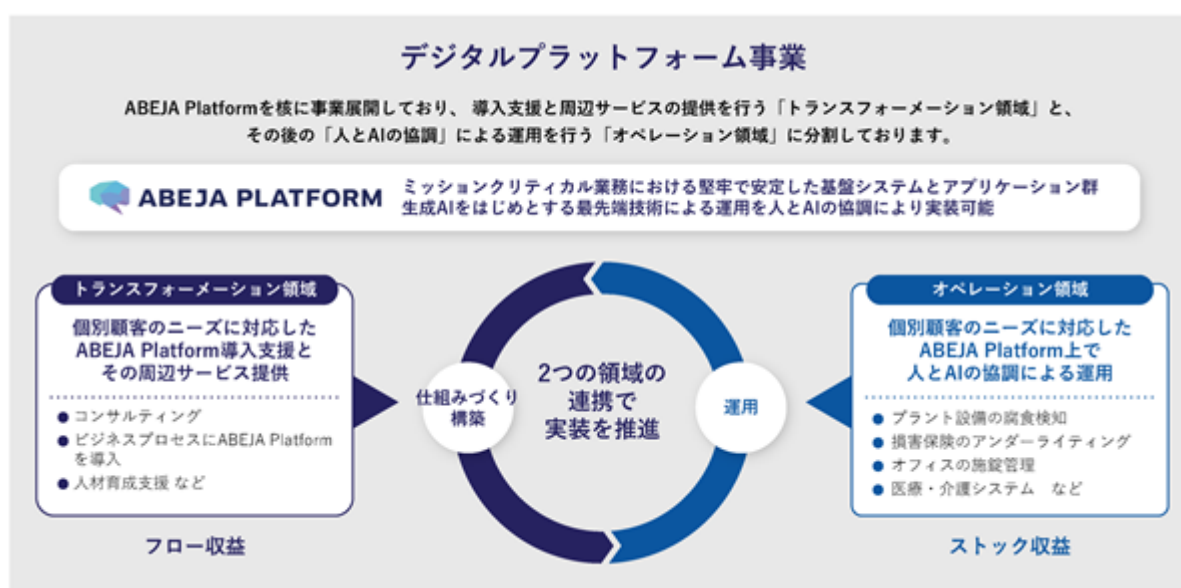 デジタルプラットフォーム事業
ABEJA Platformを核に事業展開しており、 導入支援と周辺サービスの提供を行う「トランスフォーメーション領域」と、
その後の「人とAIの協調」による運用を行う「オペレーション領域」に分割しております。
ABEJA PLATFORM
ミッションクリティカル業務における堅牢で安定した基盤システムとアプリケーション群
生成AIをはじめとする最先端技術による運用を人とAIの協調により実装可能
トランスフォーメーション領域
個別顧客のニーズに対応した
ABEJA Platform導入支援と
その周辺サービス提供
● コンサルティング
● ビジネスプロセスにABEJA Platform
を導入
● 人材育成支援 など
フロー収益
仕組みづくり
構築
2つの領域の
連携で
実装を推進
運用
オペレーション領域
個別顧客のニーズに対応した
ABEJA Platform上で
人とAIの協調による運用
● プラント設備の腐食検知
● 損害保険のアンダーライティング
● オフィスの施錠管理
● 医療・介護システム など
ストック収益